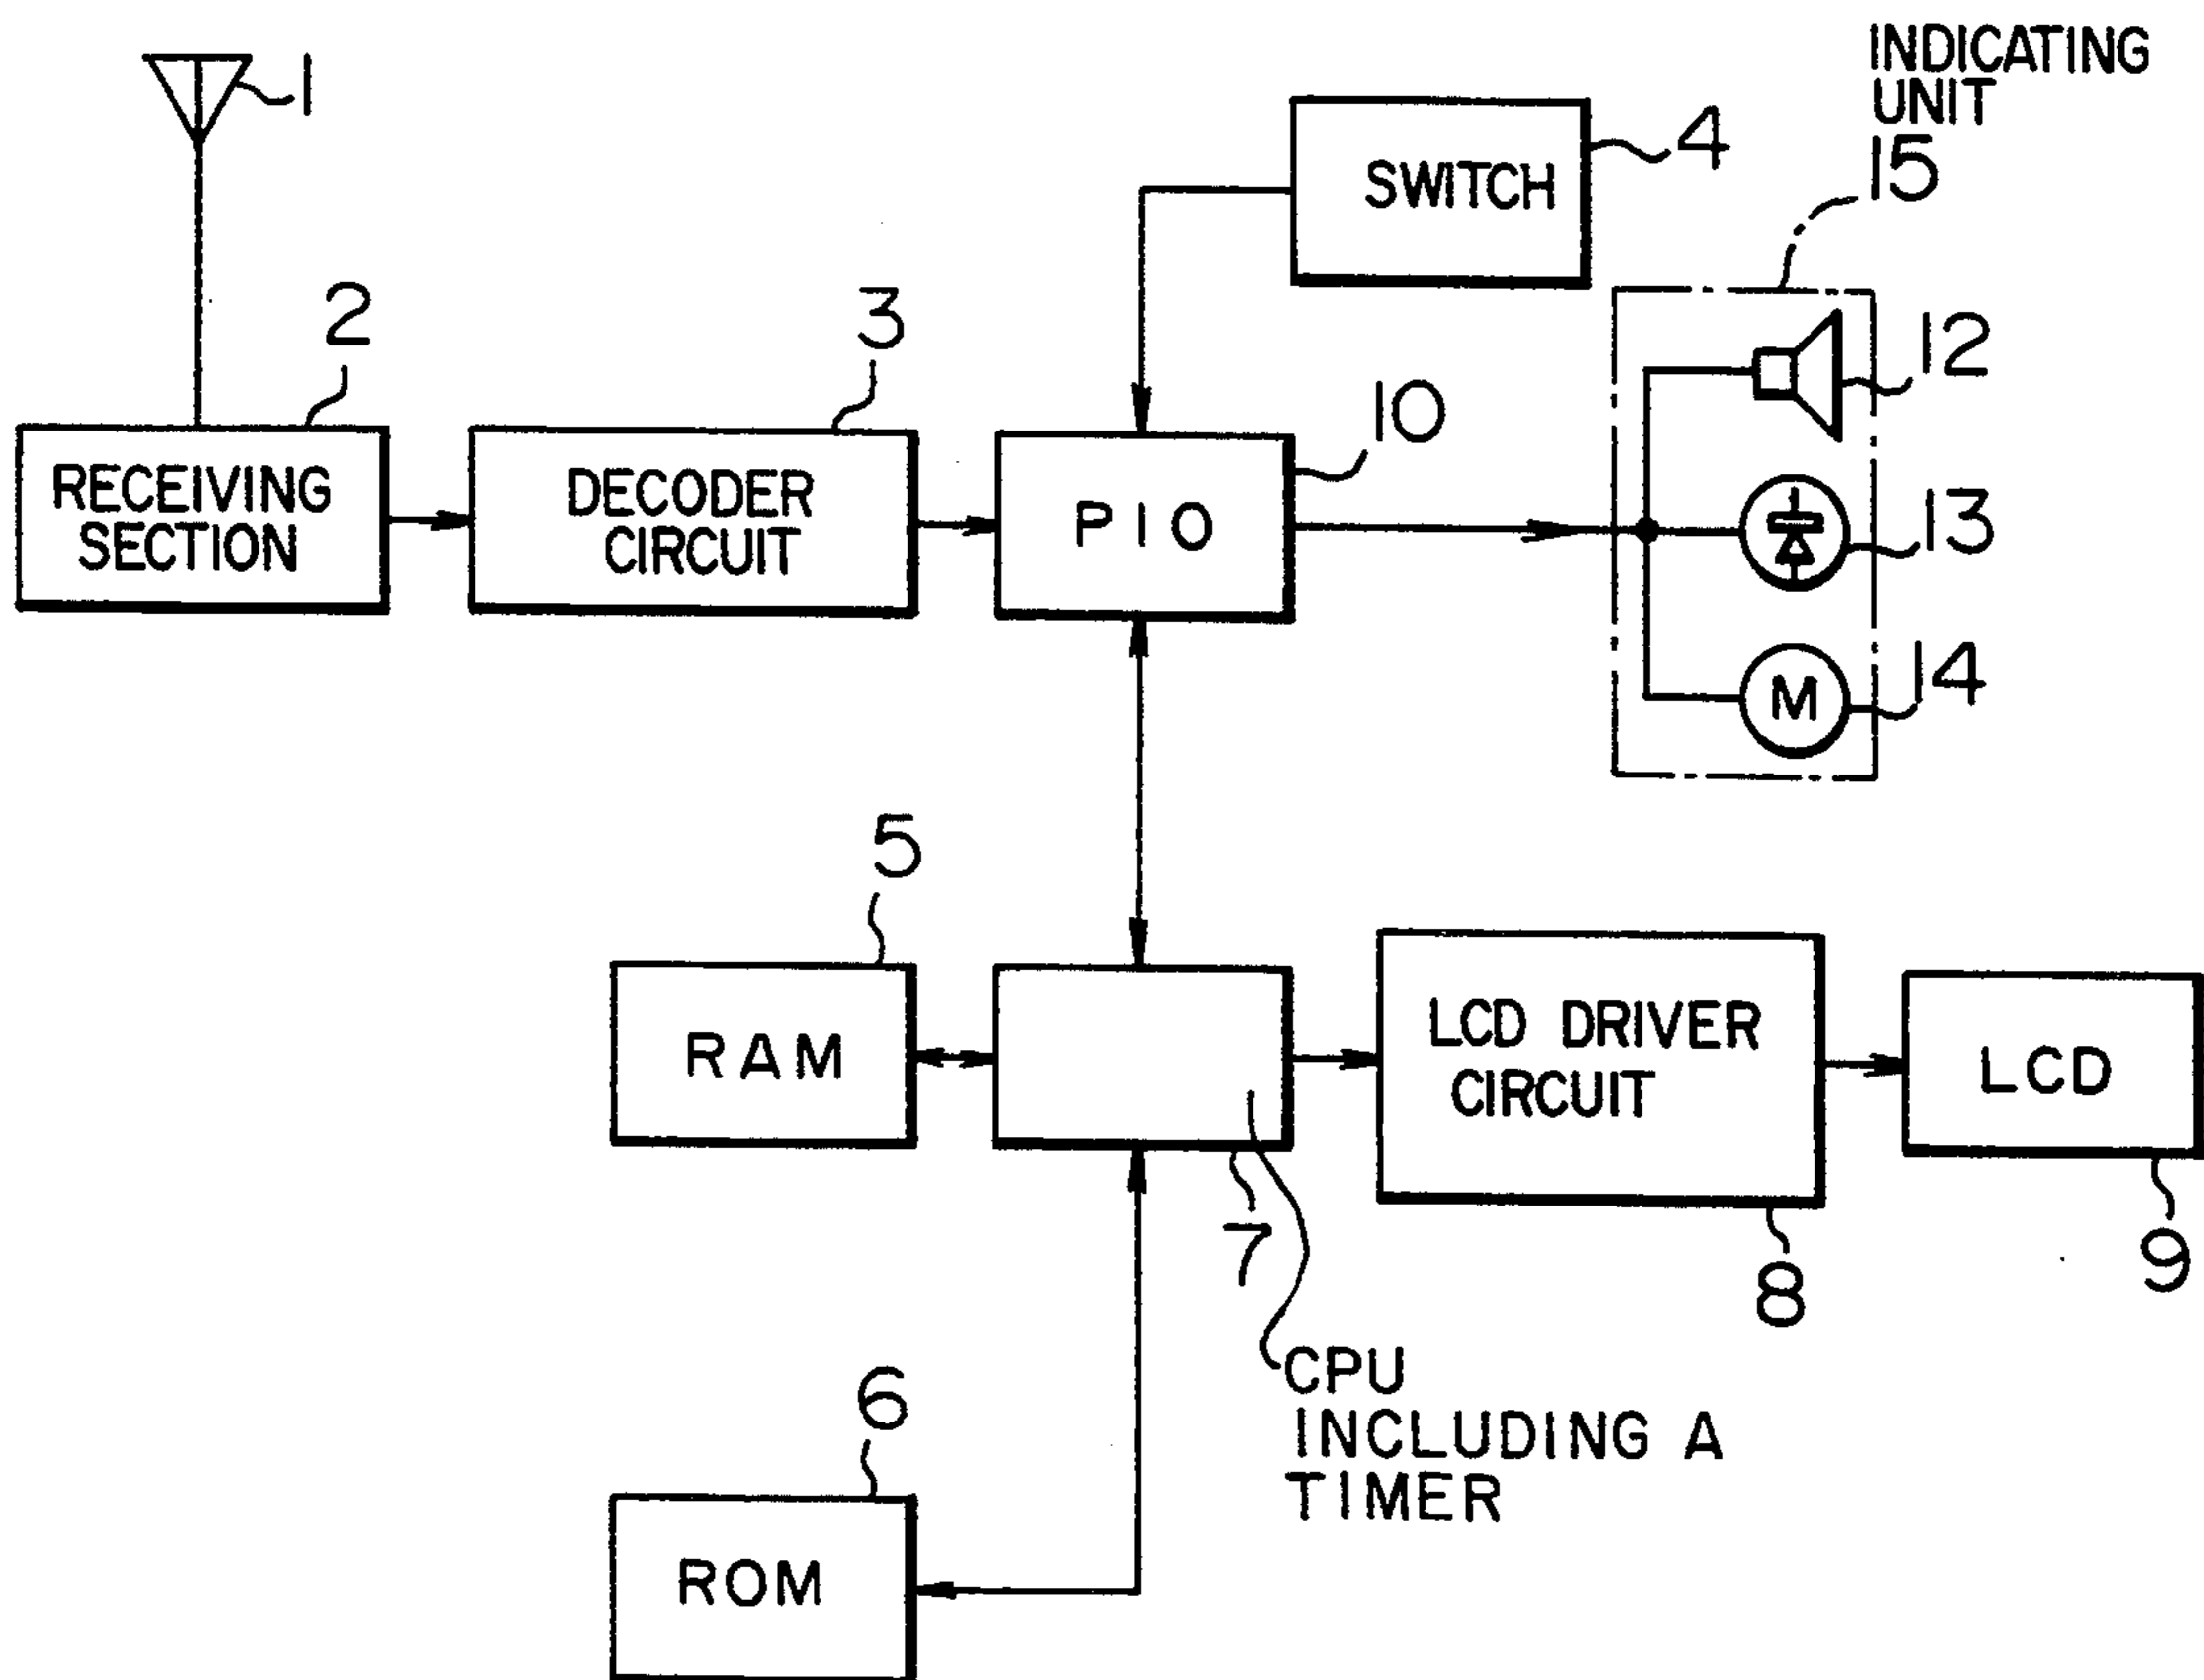 INDICATING
UNIT
15
1
SWITCH
4
2
3
12
10
RECEIVING
SECTION
DECODER
CIRCUIT
PIO
13
14
M
5
RAM
LCD DRIVER
CIRCUIT
LCD
7
8
9
CPU
INCLUDING A
TIMER
6
ROM